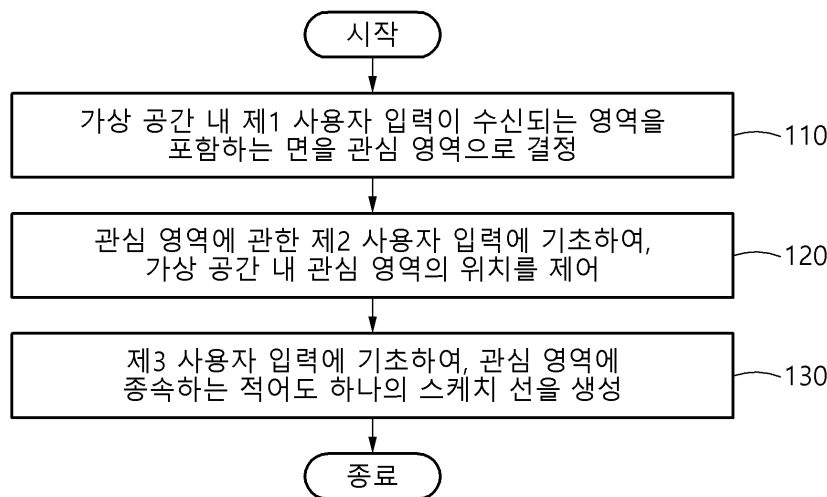 시작
가상 공간 내 제1 사용자 입력이 수신되는 영역을
포함하는 면을 관심 영역으로 결정
110
관심 영역에 관한 제2 사용자 입력에 기초하여,
가상 공간 내 관심 영역의 위치를 제어
120
제3 사용자 입력에 기초하여, 관심 영역에
종속하는 적어도 하나의 스케치 선을 생성
130
종료